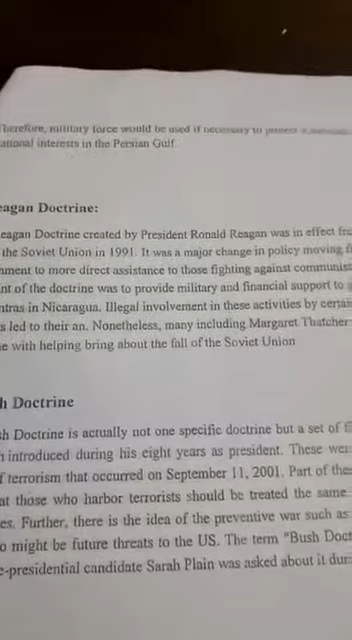 Therefore, military force would be used if necessary to protect
ational interests in the Persian Gulf
eagan Doctrine:
eagan Doctrine created by President Ronald Reagan was in effect fr
the Soviet Union in 1991. It was a major change in policy moving f
nment to more direct assistance to those fighting against communis
nt of the doctrine was to provide military and financial support to
ntras in Nicaragua. Illegal involvement in these activities by certai
s led to their an. Nonetheless, many including Margaret Thatcher
e with helping bring about the fall of the Soviet Union
h Doctrine
sh Doctrine is actually not one specific doctrine but a set of
h introduced during his eight years as president. These wer
f terrorism that occurred on September 11, 2001. Part of the
at those who harbor terrorists should be treated the same
es. Further, there is the idea of the preventive war such as
o might be future threats to the US. The term "Bush Doct
e-presidential candidate Sarah Plain was asked about it dur